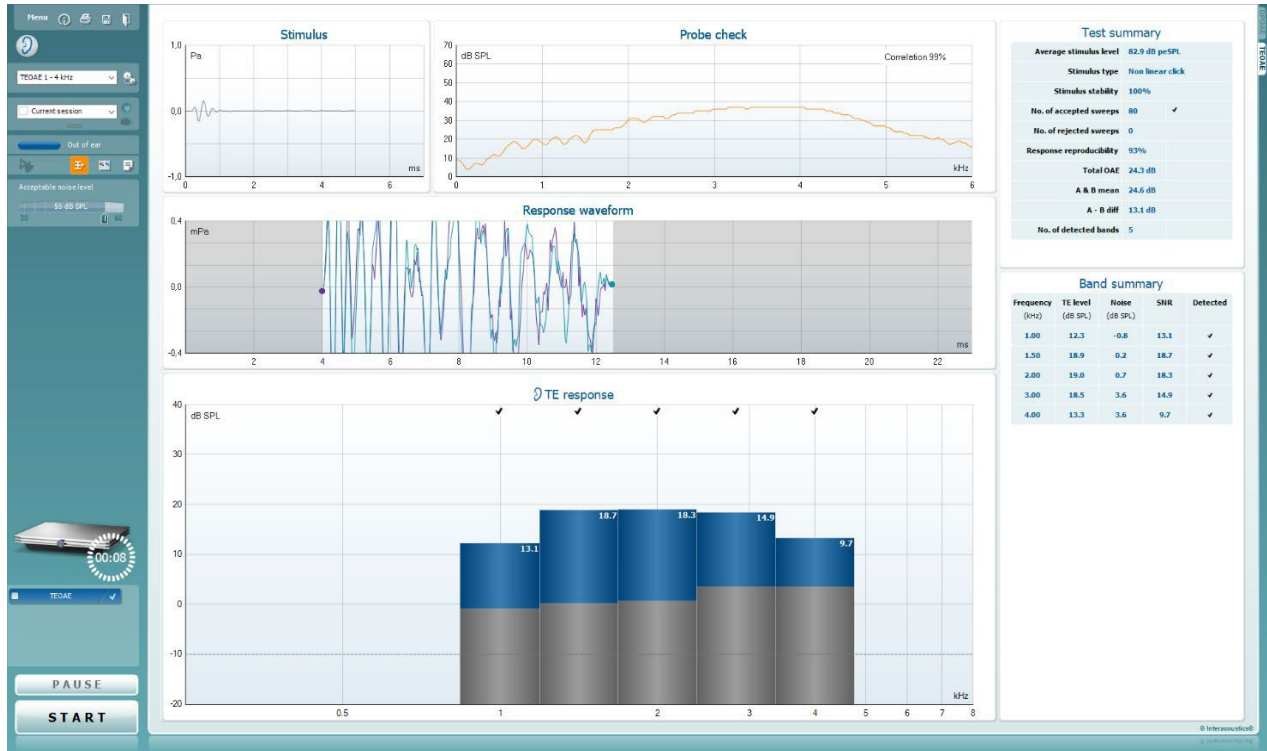 Menu
TEOAE 1 - 4 kHz
Current session
Out of ear
Acceptable noise level
55 dB SPL
30 60
00:08
TEOAE
PAUSE
START
Stimulus
1,0
Pa
0,0
-1,0
ms
0 2 4 6
Probe check
70
dB SPL
Correlation 99%
60
50
40
30
20
10
0
kHz
0 1 2 3 4 5 6
Response waveform
0,4
mPa
0,0
-0,4
ms
2 4 6 8 10 12 14 16 18 20 22
TE response
40
dB SPL
30
20
10
0
-10
-20
13.1 18.7 18.3 14.9 9.7
kHz
0.5 1 2 3 4 5 6 7 8
Test summary
Average stimulus level 82.9 dB peSPL
Stimulus type Non linear click
Stimulus stability 100%
No. of accepted sweeps 80 ✔
No. of rejected sweeps 0
Response reproducibility 93%
Total OAE 24.3 dB
A & B mean 24.6 dB
A - B diff 13.1 dB
No. of detected bands 5
Band summary
Frequency TE level Noise SNR Detected
(kHz) (dB SPL) (dB SPL)
1.00 12.3 -0.8 13.1 ✔
1.50 18.9 0.2 18.7 ✔
2.00 19.0 0.7 18.3 ✔
3.00 18.5 3.6 14.9 ✔
4.00 13.3 3.6 9.7 ✔
TEOAE
© Interacoustics®